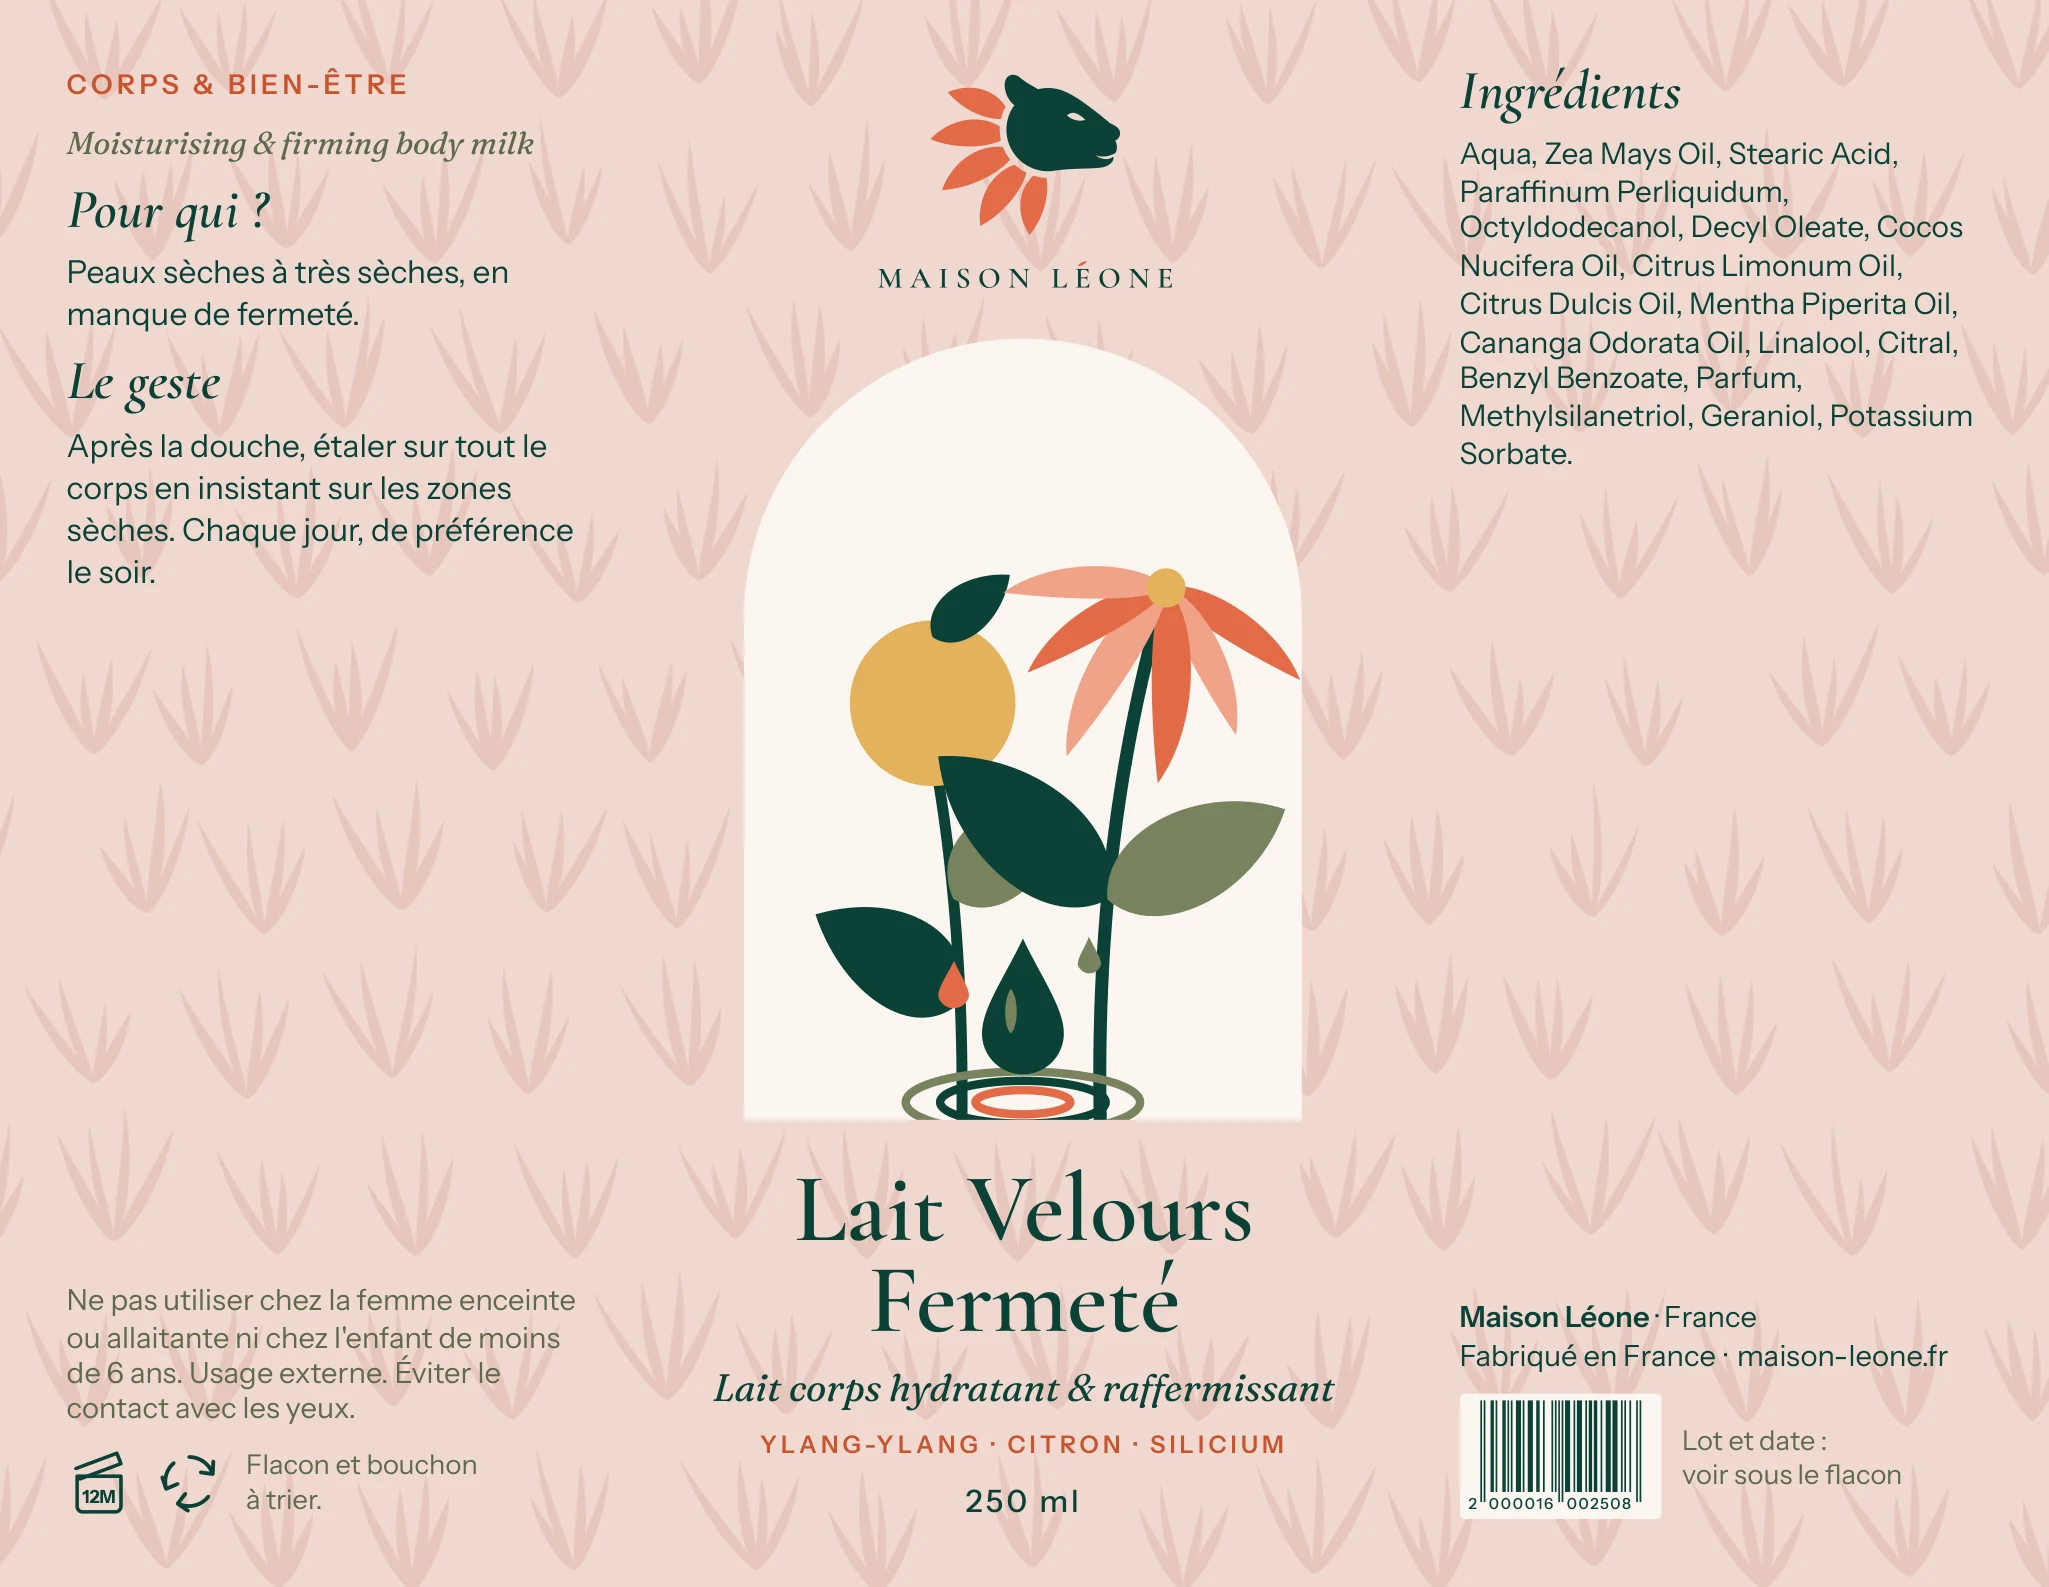 CORPS & BIEN-ÊTRE
Moisturising & firming body milk
Pour qui ?
Peaux sèches à très sèches, en
manque de fermeté.
Le geste
Après la douche, étaler sur tout le
corps en insistant sur les zones
sèches. Chaque jour, de préférence
le soir.
Ne pas utiliser chez la femme enceinte
ou allaitante ni chez l'enfant de moins
de 6 ans. Usage externe. Éviter le
contact avec les yeux.
12M
Flacon et bouchon
à trier.
MAISON LÉONE
Lait Velours
Fermeté
Lait corps hydratant & raffermissant
YLANG-YLANG · CITRON · SILICIUM
250 ml
Ingrédients
Aqua, Zea Mays Oil, Stearic Acid,
Paraffinum Perliquidum,
Octyldodecanol, Decyl Oleate, Cocos
Nucifera Oil, Citrus Limonum Oil,
Citrus Dulcis Oil, Mentha Piperita Oil,
Cananga Odorata Oil, Linalool, Citral,
Benzyl Benzoate, Parfum,
Methylsilanetriol, Geraniol, Potassium
Sorbate.
Maison Léone · France
Fabriqué en France · maison-leone.fr
2 000016 002508
Lot et date :
voir sous le flacon